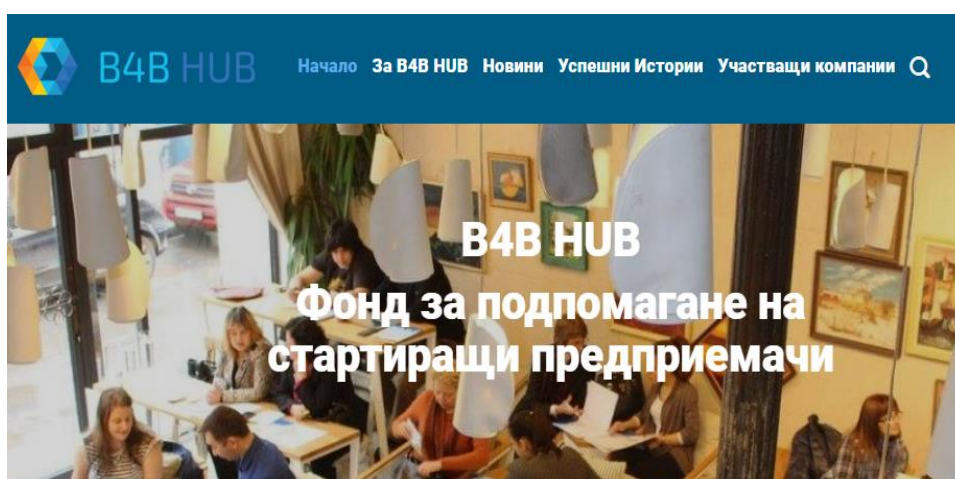 B4B HUB
Начало За B4B HUB Новини Успешни Истории Участващи компании
B4B HUB
Фонд за подпомагане на
стартиращи предприемачи